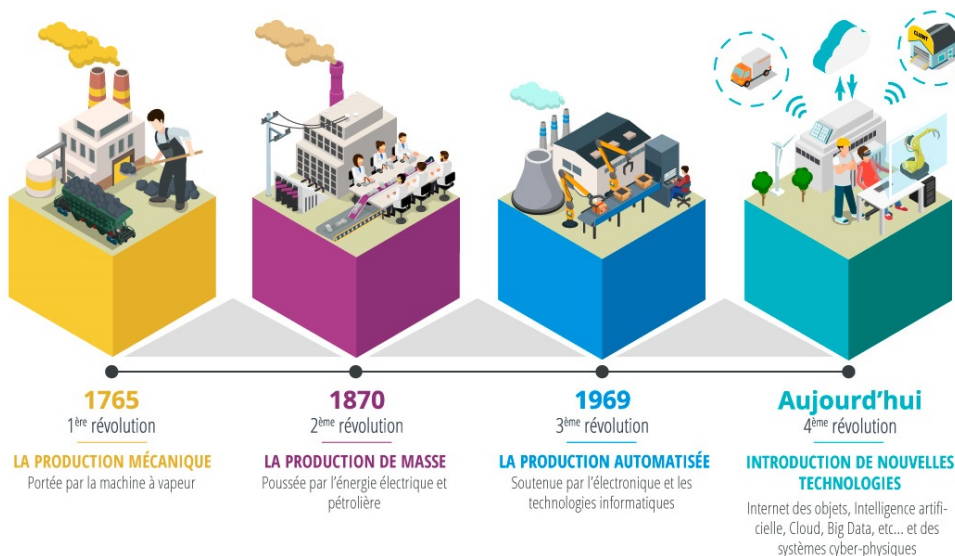 CLIENT
1765
1ère révolution
LA PRODUCTION MÉCANIQUE
Portée par la machine à vapeur
1870
2ème révolution
LA PRODUCTION DE MASSE
Poussée par l’énergie électrique et
pétrolière
1969
3ème révolution
LA PRODUCTION AUTOMATISÉE
Soutenue par l’électronique et les
technologies informatiques
Aujourd’hui
4ème révolution
INTRODUCTION DE NOUVELLES
TECHNOLOGIES
Internet des objets, Intelligence artifi-
cielle, Cloud, Big Data, etc... et des
systèmes cyber-physiques